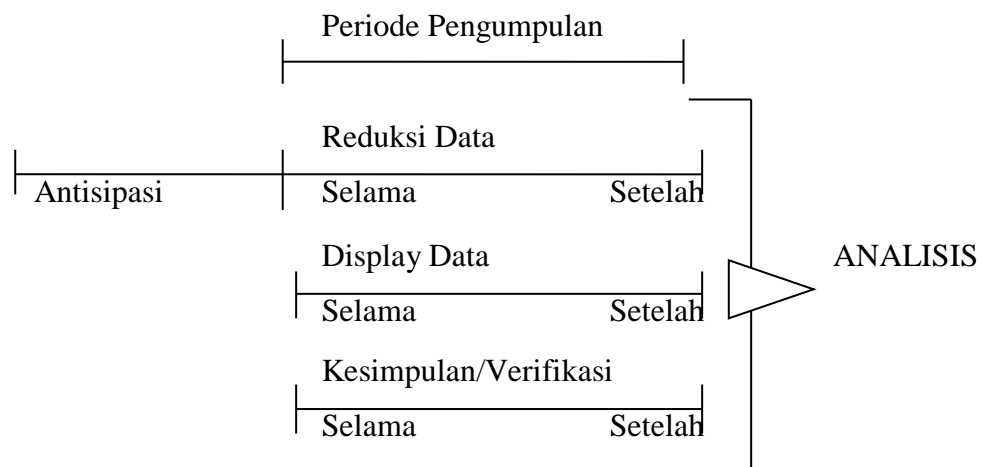 Periode Pengumpulan
Reduksi Data
Antisipasi Selama Setelah
Display Data
ANALISIS
Selama Setelah
Kesimpulan/Verifikasi
Selama Setelah